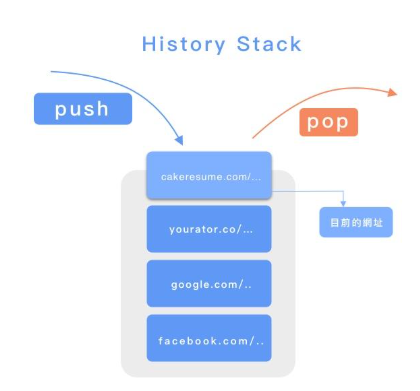 History Stack
push
pop
cakeresume.com/...
目前的網址
yourator.co/...
google.com/..
facebook.com/..